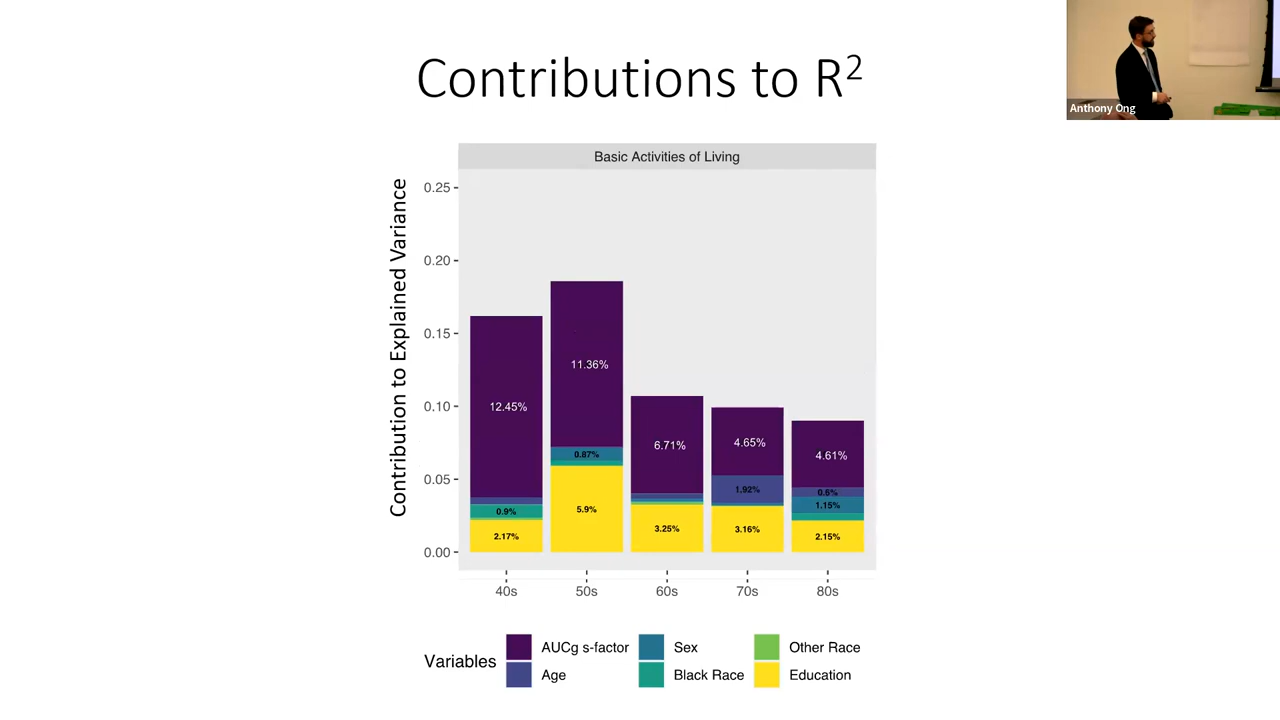 Contributions to R²
Anthony Ong
Basic Activities of Living
Contribution to Explained Variance
0.25
0.20
0.15
0.10
0.05
0.00
12.45%
0.9%
2.17%
11.36%
0.87%
5.9%
6.71%
3.25%
4.65%
1.92%
3.16%
4.61%
0.6%
1.15%
2.15%
40s 50s 60s 70s 80s
Variables
AUCg s-factor Sex Other Race
Age Black Race Education